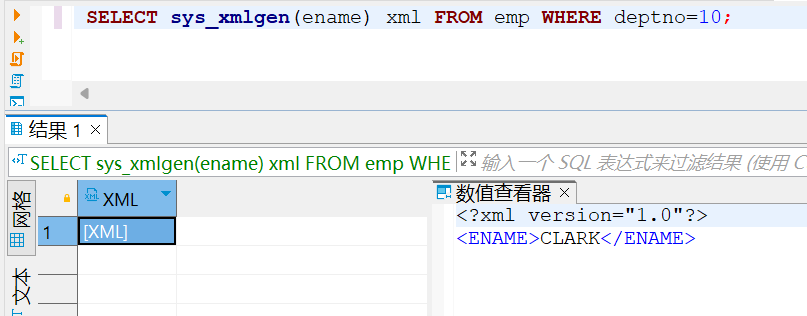 SELECT sys_xmlgen(ename) xml FROM emp WHERE deptno=10;
结果 1
SELECT sys_xmlgen(ename) xml FROM emp WHE
输入一个 SQL 表达式来过滤结果 (使用 C
网格
文本
XML
1
[XML]
数值查看器
<?xml version="1.0"?>
<ENAME>CLARK</ENAME>